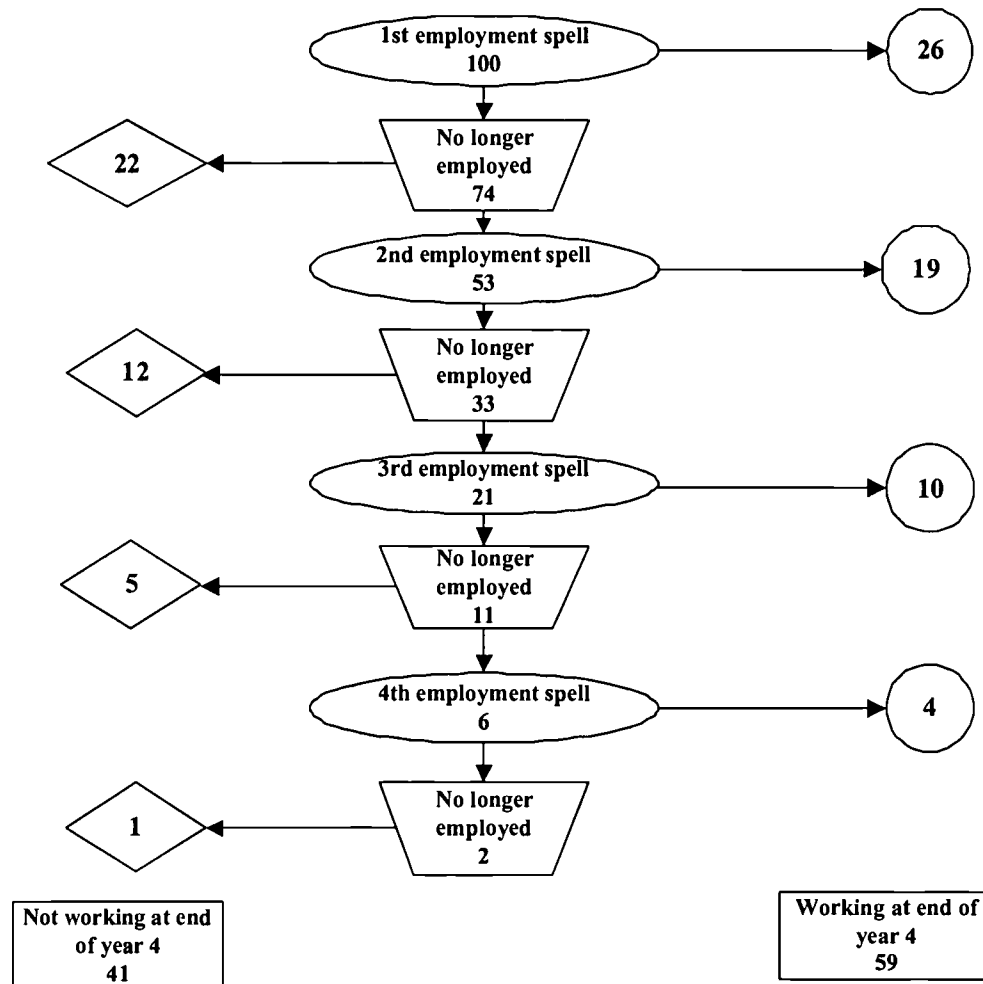 1st employment spell
100
26
No longer
employed
74
22
2nd employment spell
53
19
No longer
employed
33
12
3rd employment spell
21
10
No longer
employed
11
5
4th employment spell
6
4
No longer
employed
2
1
Not working at end
of year 4
41
Working at end of
year 4
59